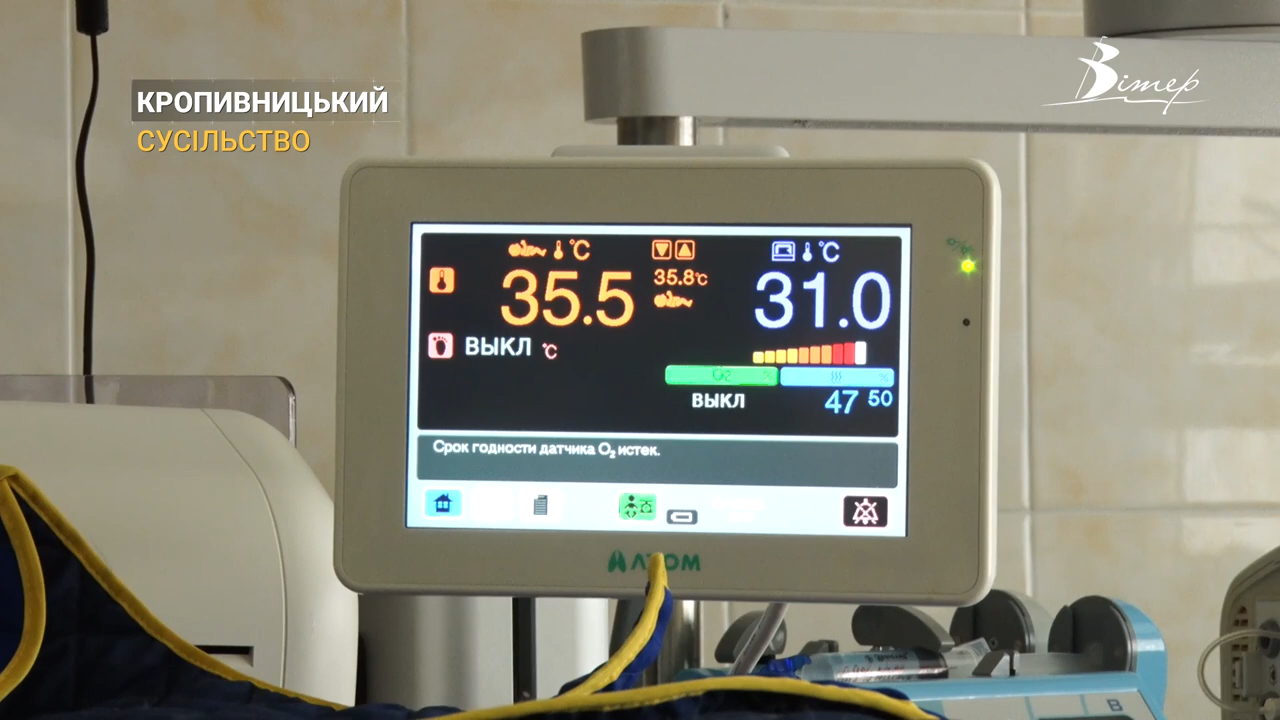 КРОПИВНИЦЬКИЙ
СУСІЛЬСТВО
Вітер
°C
°C
35.5
35.8°C
31.0
ВЫКЛ °C
O₂ %
%
ВЫКЛ
47 50
Срок годности датчика O₂ истек.
ATOM
B